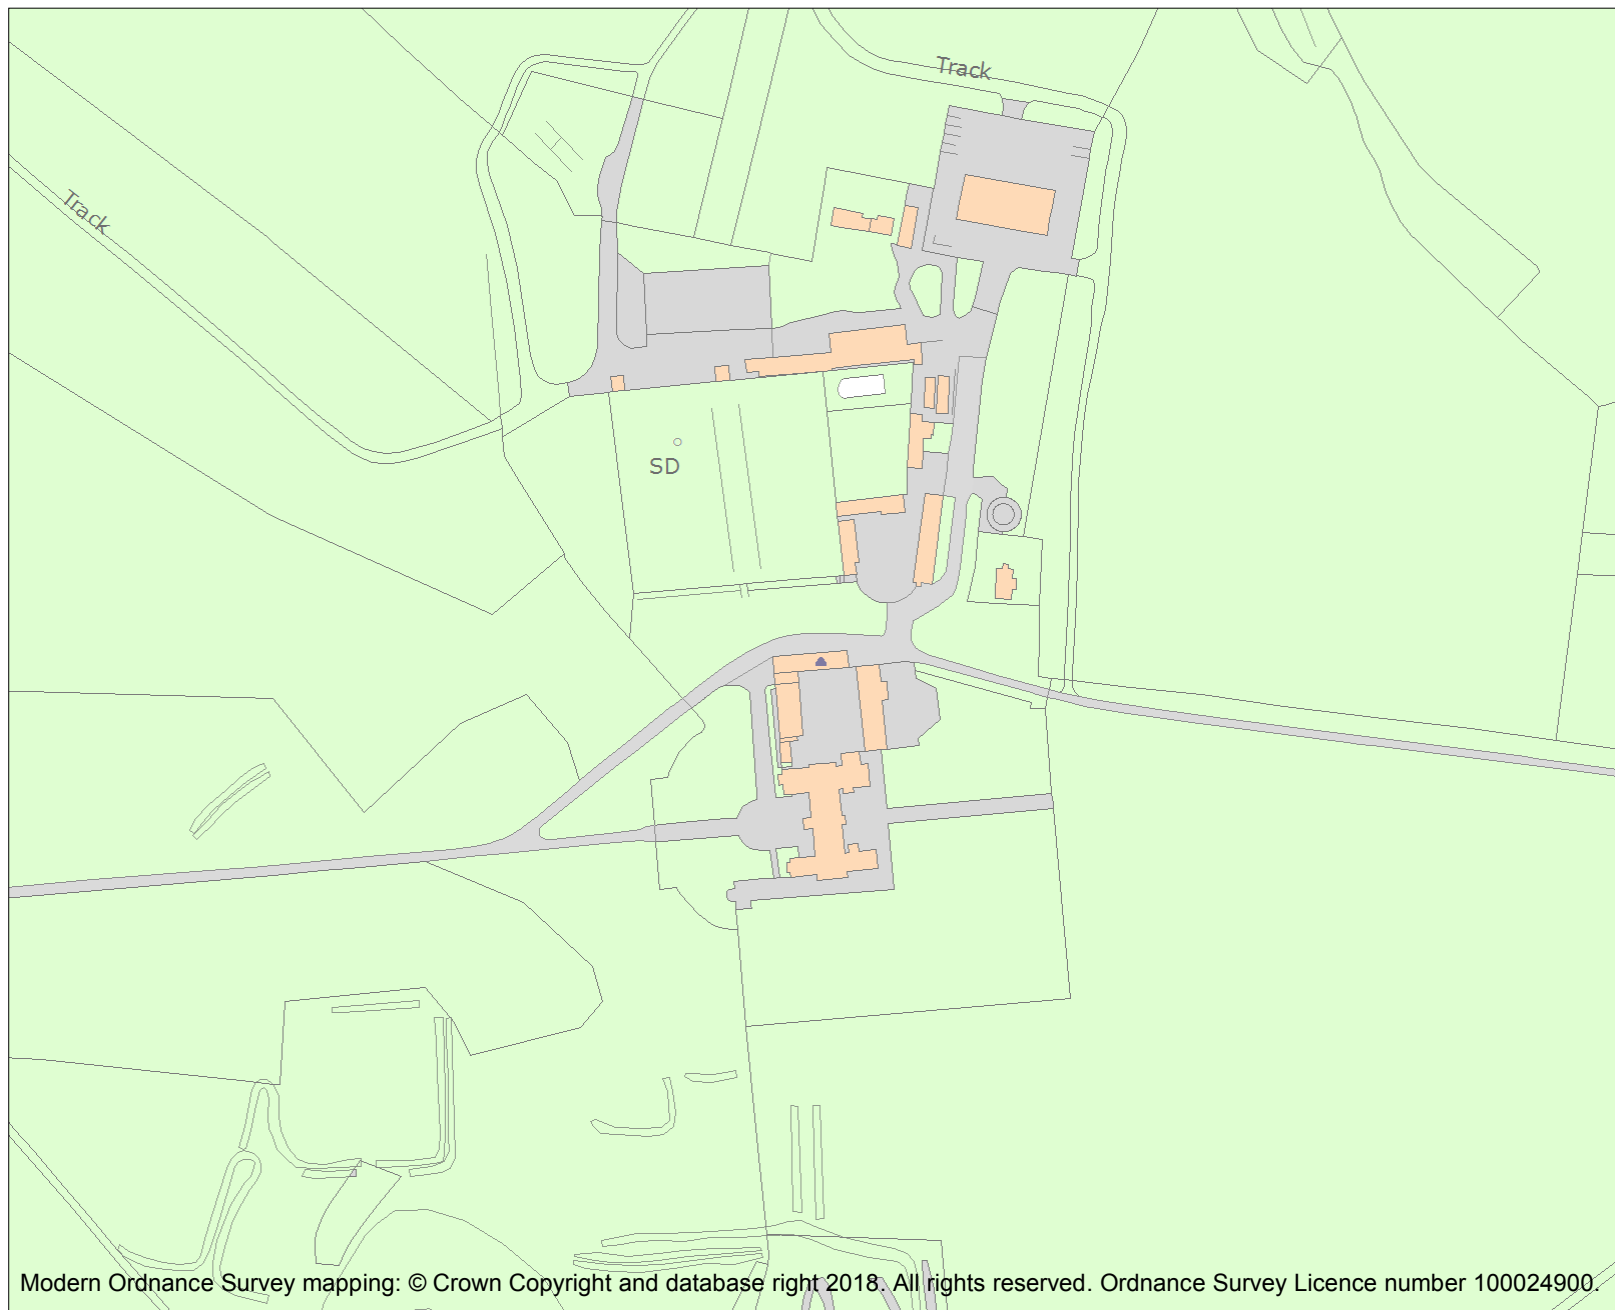 Track
Track
SD
Modern Ordnance Survey mapping: © Crown Copyright and database right 2018. All rights reserved. Ordnance Survey Licence number 100024900.